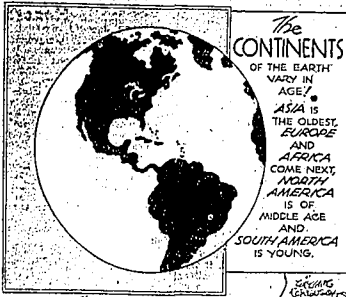 The
CONTINENTS
OF THE EARTH
VARY IN
AGE!
ASIA IS
THE OLDEST,
EUROPE
AND
AFRICA
COME NEXT,
NORTH
AMERICA
IS OF
MIDDLE AGE
AND
SOUTH AMERICA
IS YOUNG.